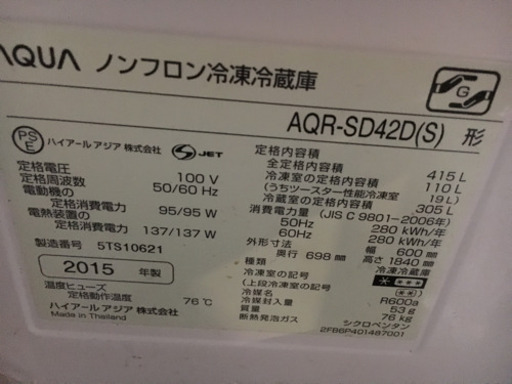 AQUA ノンフロン冷凍冷蔵庫
G
AQR-SD42D(S) 形
PS
E
ハイアール アジア 株式会社
S JET
定格電圧 100 V
定格周波数 50/60 Hz
電動機の
定格消費電力 95/95 W
電熱装置の
定格消費電力 137/137 W
製造番号 5TS10621
2015 年製
温度ヒューズ
定格動作温度 76℃
ハイアール アジア 株式会社
Made in Thailand
定格内容積
全定格内容積 415 L
冷凍室の定格内容積 110 L
(うちツースター性能冷凍室 19L)
冷蔵室の定格内容積 305 L
消費電力量 (JIS C 9801-2006年)
50Hz 280 kWh/年
60Hz 280 kWh/年
外形寸法 幅 600 mm
奥行 698 mm 高さ 1840 mm
種類 冷凍冷蔵庫
冷凍室の記号
(上段冷凍室の記号
冷媒名 R600a
冷媒封入量 53 g
質量 76 kg
断熱発泡ガス シクロペンタン
2FB6P401487001